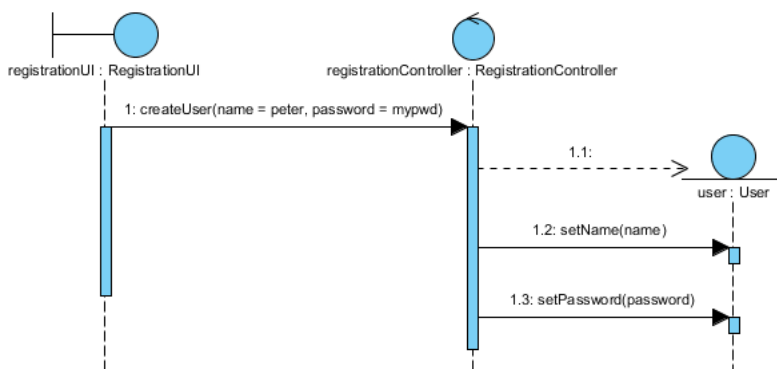 registrationUI : RegistrationUI
registrationController : RegistrationController
1: createUser(name = peter, password = mypwd)
1.1:
user : User
1.2: setName(name)
1.3: setPassword(password)